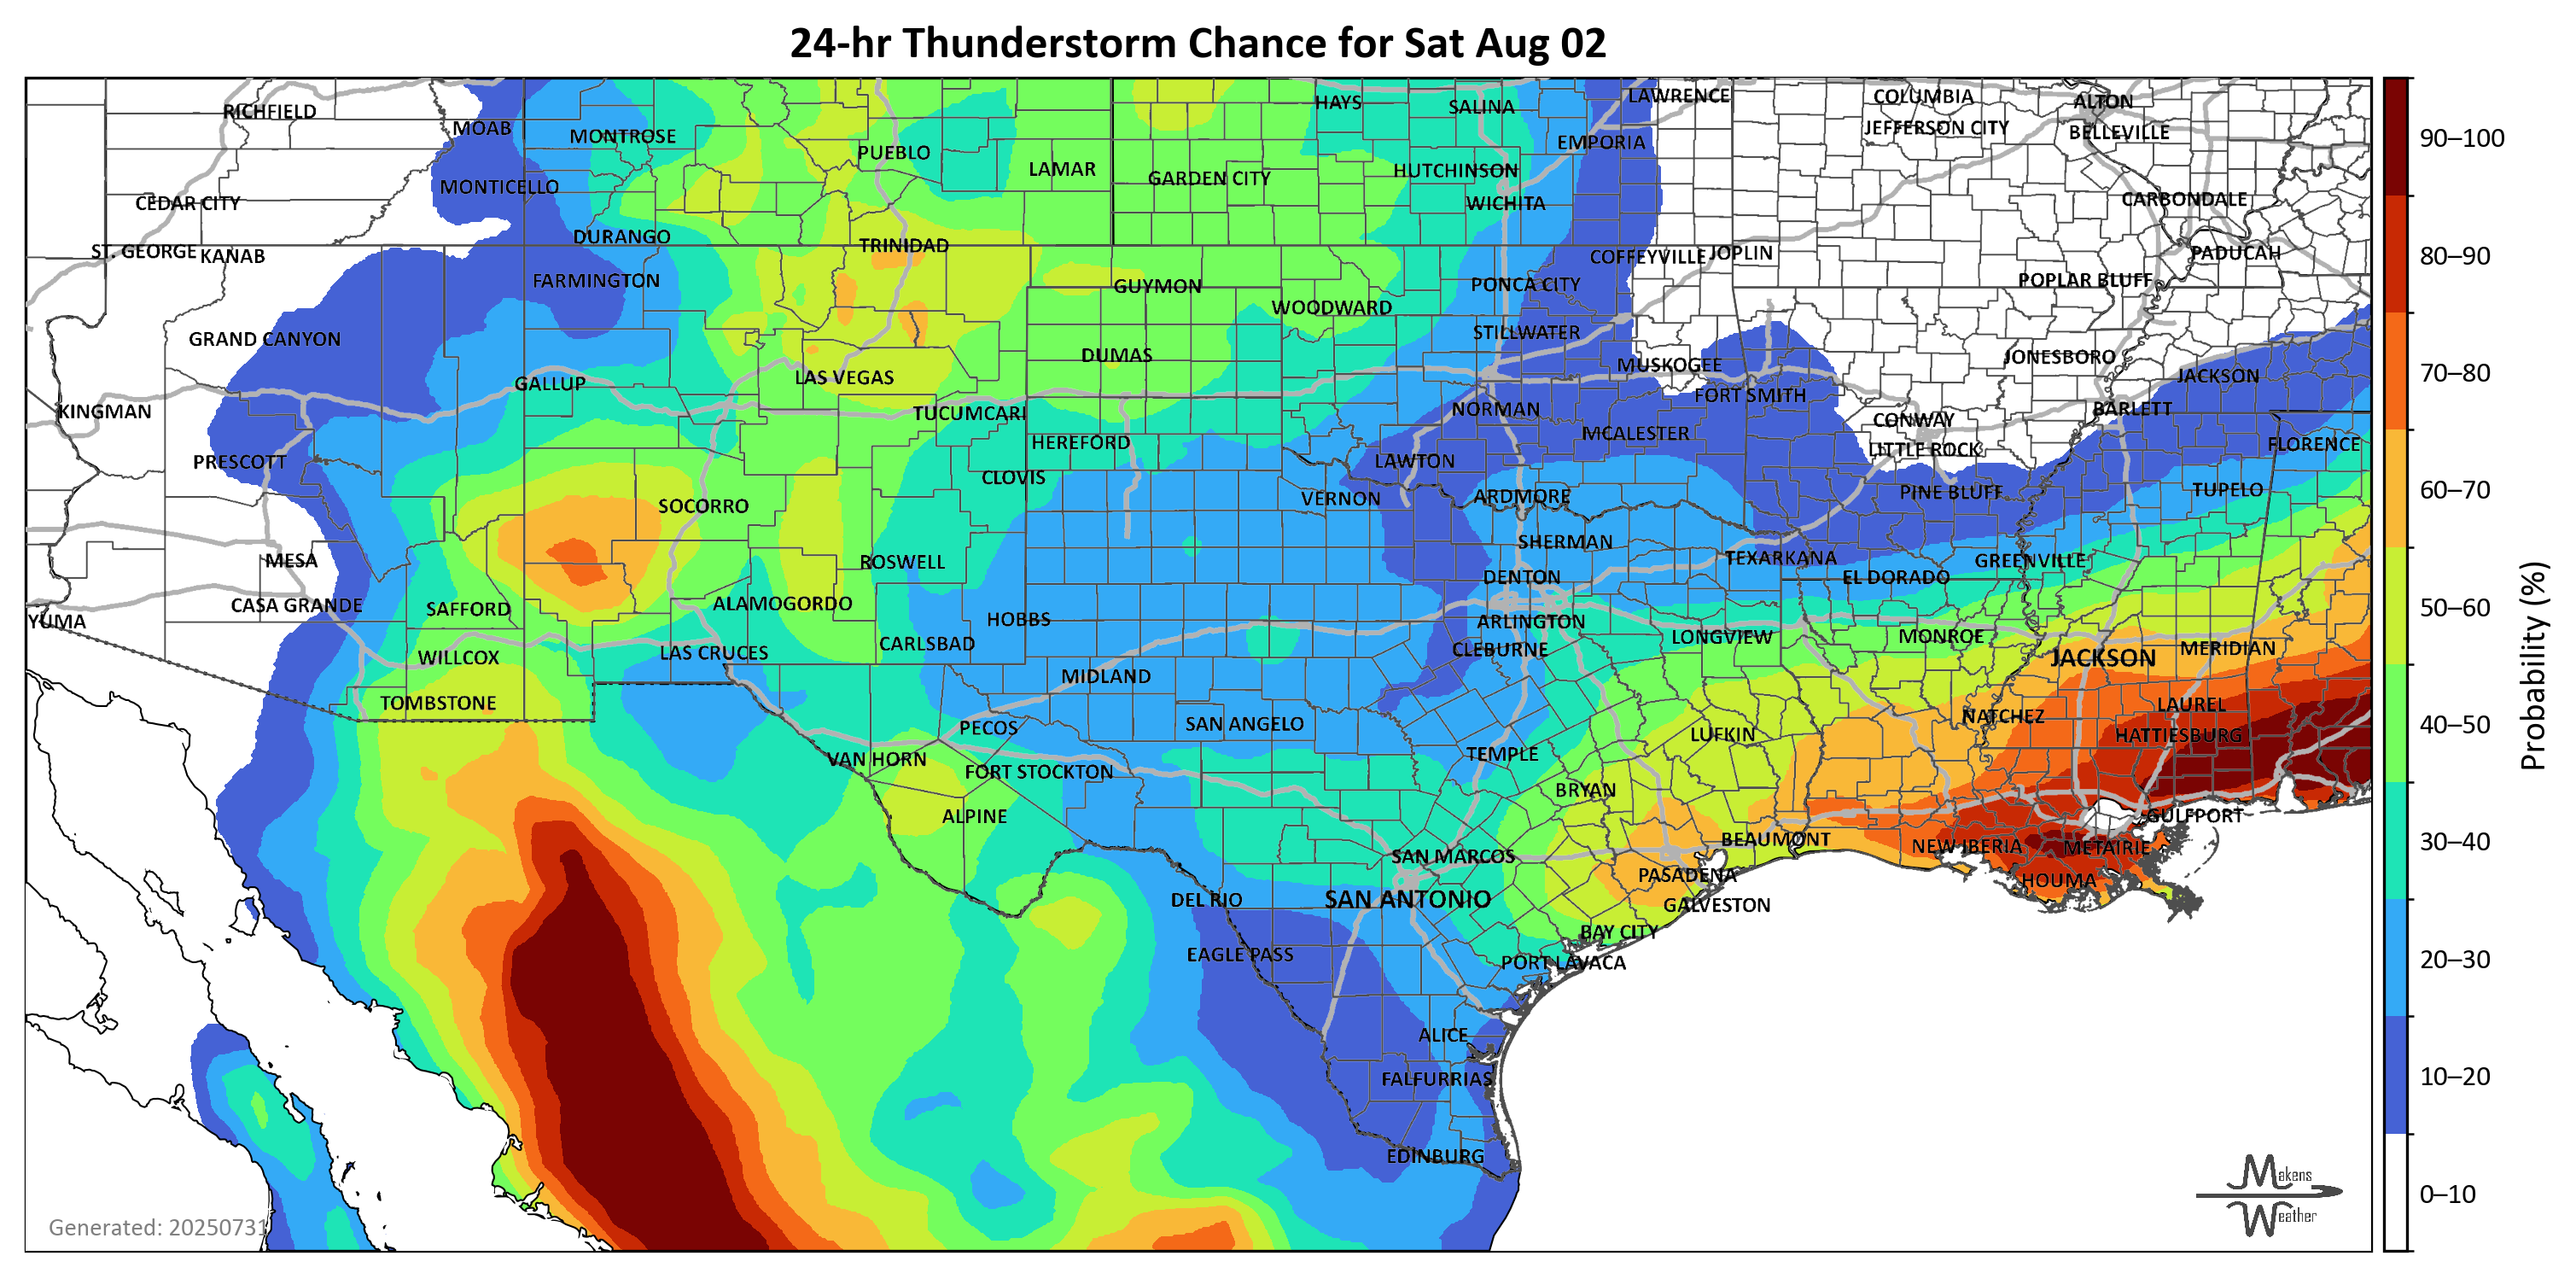 24-hr Thunderstorm Chance for Sat Aug 02
RICHFIELD
MOAB
MONTROSE
PUEBLO
LAMAR
HAYS
SALINA
LAWRENCE
COLUMBIA
ALTON
JEFFERSON CITY
BELLEVILLE
EMPORIA
90–100
MONTICELLO
CEDAR CITY
GARDEN CITY
HUTCHINSON
WICHITA
CARBONDALE
DURANGO
TRINIDAD
ST. GEORGE
KANAB
COFFEYVILLE
JOPLIN
PADUCAH
80–90
FARMINGTON
GUYMON
PONCA CITY
POPLAR BLUFF
WOODWARD
GRAND CANYON
STILLWATER
DUMAS
MUSKOGEE
JONESBORO
70–80
GALLUP
LAS VEGAS
FORT SMITH
JACKSON
KINGMAN
TUCUMCARI
NORMAN
BARLETT
CONWAY
HEREFORD
MCALESTER
LITTLE ROCK
FLORENCE
PRESCOTT
CLOVIS
LAWTON
SOCORRO
VERNON
ARDMORE
PINE BLUFF
TUPELO
60–70
MESA
ROSWELL
SHERMAN
TEXARKANA
GREENVILLE
DENTON
EL DORADO
CASA GRANDE
SAFFORD
ALAMOGORDO
50–60
YUMA
HOBBS
ARLINGTON
LONGVIEW
MONROE
WILLCOX
LAS CRUCES
CARLSBAD
CLEBURNE
JACKSON
MERIDIAN
MIDLAND
Probability (%)
TOMBSTONE
PECOS
SAN ANGELO
NATCHEZ
LAUREL
40–50
LUFKIN
HATTIESBURG
VAN HORN
FORT STOCKTON
TEMPLE
BRYAN
ALPINE
GULFPORT
BEAUMONT
NEW IBERIA
METAIRIE
30–40
SAN MARCOS
PASADENA
HOUMA
DEL RIO
SAN ANTONIO
GALVESTON
BAY CITY
EAGLE PASS
PORT LAVACA
20–30
ALICE
FALFURRIAS
10–20
EDINBURG
Makens
Weather
0–10
Generated: 20250731